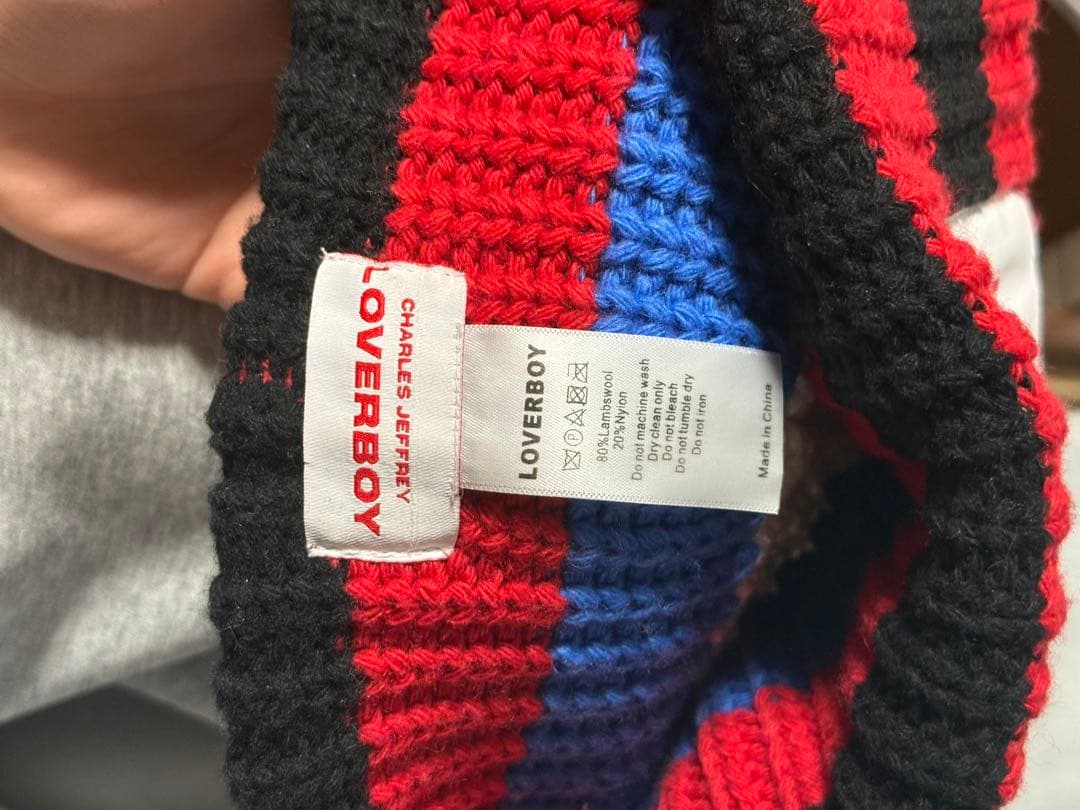 CHARLES JEFFREY
LOVERBOY
LOVERBOY
80%Lambswool
20%Nylon
Do not machine wash
Dry clean only
Do not bleach
Do not tumble dry
Do not iron
Made in China